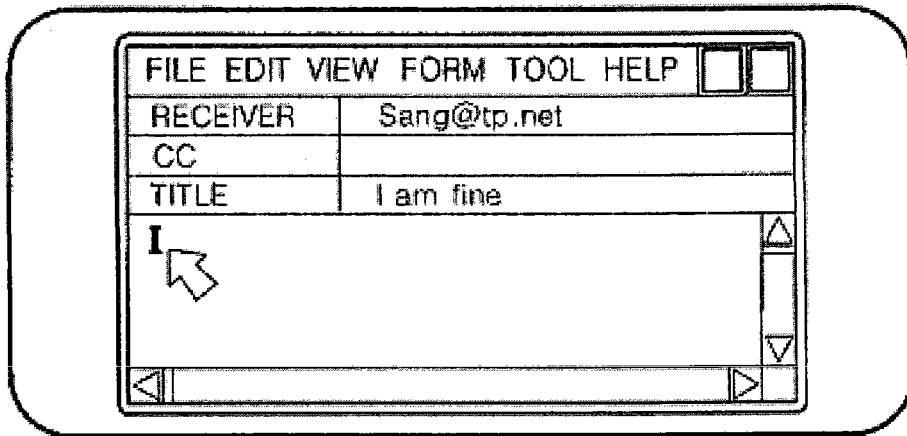 FILE EDIT VIEW FORM TOOL HELP
RECEIVER Sang@tp.net
CC
TITLE I am fine
I